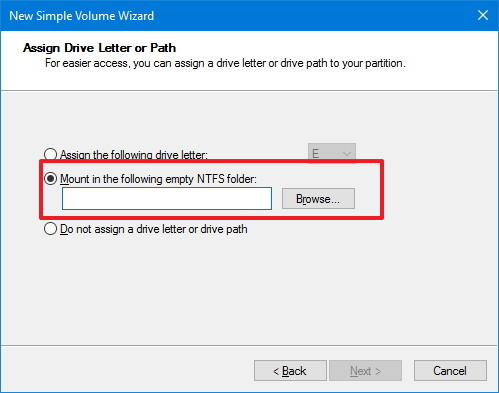 New Simple Volume Wizard
Assign Drive Letter or Path
For easier access, you can assign a drive letter or drive path to your partition.
Assign the following drive letter: E
Mount in the following empty NTFS folder:
Browse...
Do not assign a drive letter or drive path
< Back Next > Cancel